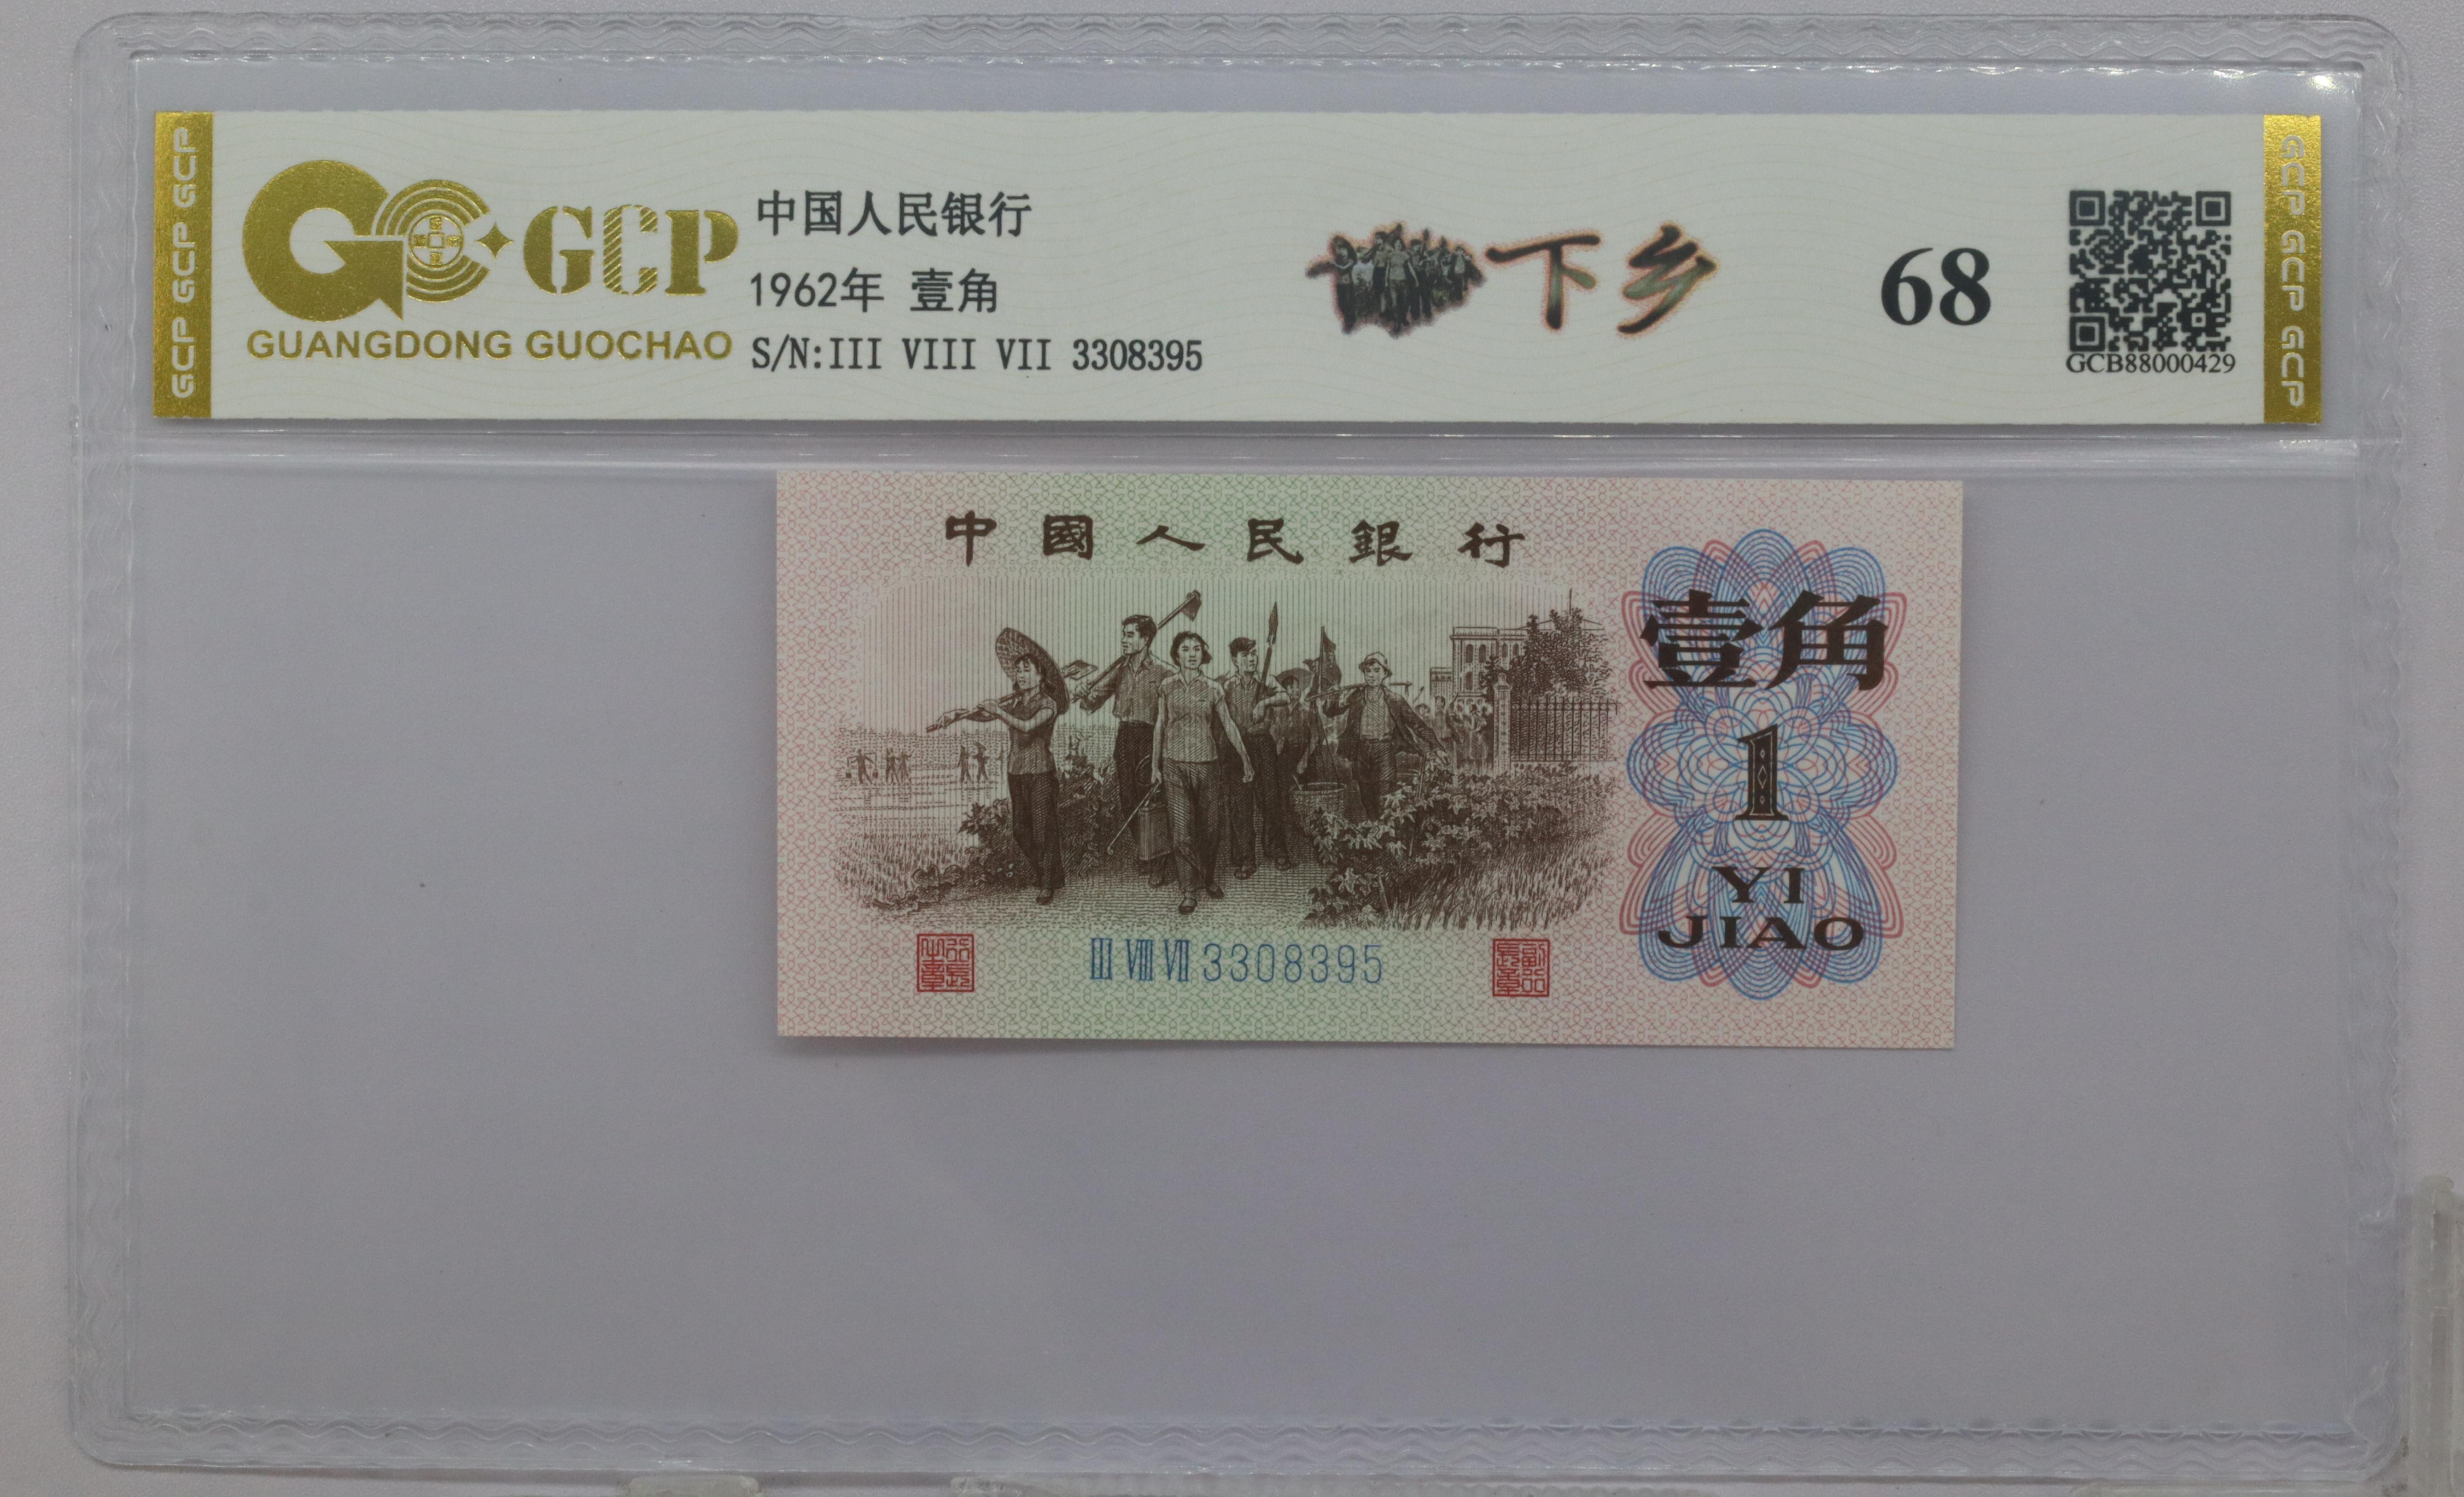 GCP GCP GCP
GCP
GUANGDONG GUOCHAO
中国人民银行
1962年 壹角
S/N:III VIII VII 3308395
下乡
68
GCB88000429
GCP GCP GCP
中國人民銀行
壹角
1
YI
JIAO
III VIII VII 3308395